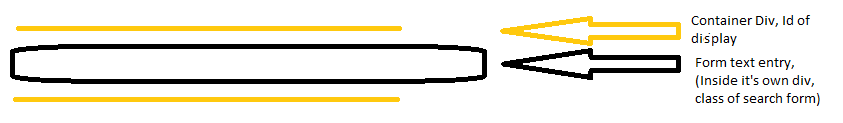 Container Div, Id of
display
Form text entry,
(Inside it's own div,
class of search form)